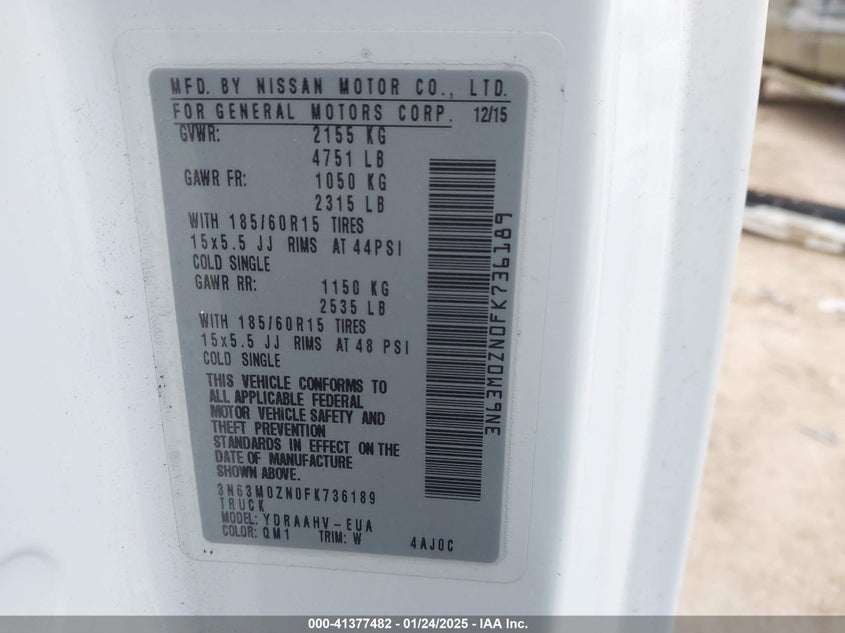 MFD. BY NISSAN MOTOR CO., LTD.
FOR GENERAL MOTORS CORP. 12/15
GVWR: 2155 KG
4751 LB
GAWR FR: 1050 KG
2315 LB
WITH 185/60R15 TIRES
15x5.5 JJ RIMS AT 44PSI
COLD SINGLE
GAWR RR: 1150 KG
2535 LB
WITH 185/60R15 TIRES
15x5.5 JJ RIMS AT 48 PSI
COLD SINGLE
THIS VEHICLE CONFORMS TO
ALL APPLICABLE FEDERAL
MOTOR VEHICLE SAFETY AND
THEFT PREVENTION
STANDARDS IN EFFECT ON THE
DATE OF MANUFACTURE
SHOWN ABOVE.
3N63M0ZN0FK736189
TRUCK
MODEL: YDRAAHV-EUA
COLOR: QM1 TRIM: W 4AJ0C
3N63M0ZN0FK736189
000-41377482 - 01/24/2025 - IAA Inc.